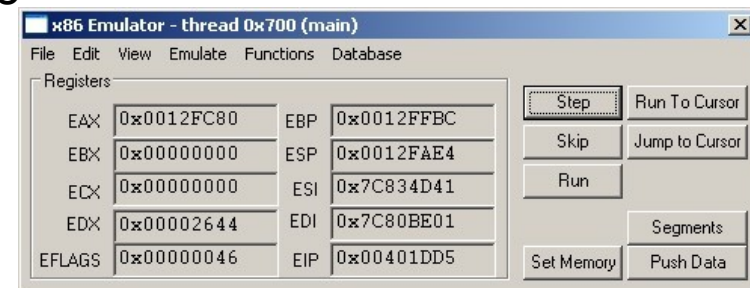 x86 Emulator - thread 0x700 (main)
File Edit View Emulate Functions Database
Registers
EAX 0x0012FC80 EBP 0x0012FFBC
EBX 0x00000000 ESP 0x0012FAE4
ECX 0x00000000 ESI 0x7C834D41
EDX 0x00002644 EDI 0x7C80BE01
EFLAGS 0x00000046 EIP 0x00401DD5
Step Run To Cursor
Skip Jump to Cursor
Run
Segments
Set Memory Push Data